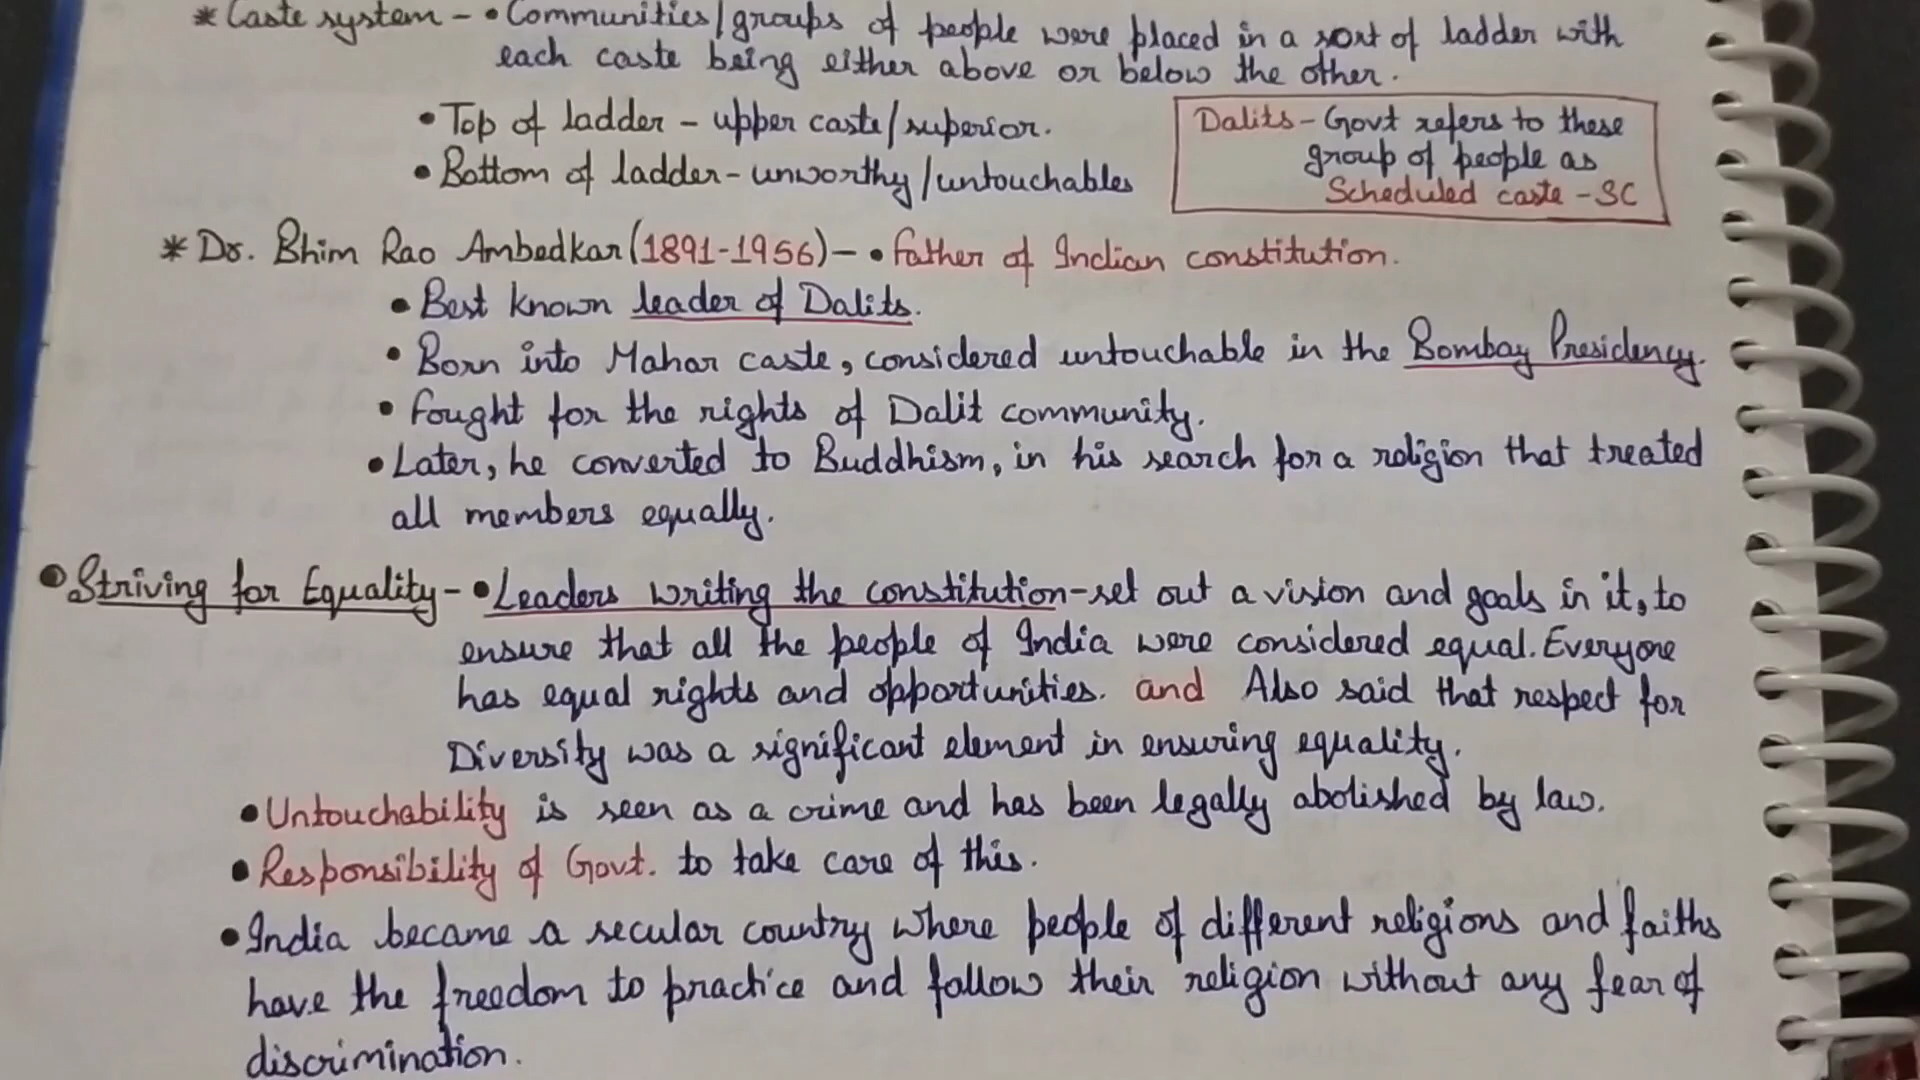 * Caste system - • Communities/groups of people were placed in a sort of ladder with
each caste being either above or below the other.
• Top of ladder - upper caste/superior.
• Bottom of ladder - unworthy/untouchables
Dalits - Govt refers to these
group of people as
Scheduled caste - SC
* Dr. Bhim Rao Ambedkar (1891-1956) - • Father of Indian constitution.
• Best known leader of Dalits.
• Born into Mahar caste, considered untouchable in the Bombay Presidency.
• Fought for the rights of Dalit community.
• Later, he converted to Buddhism, in his search for a religion that treated
all members equally.
• Striving for Equality - • Leaders writing the constitution - set out a vision and goals in it, to
ensure that all the people of India were considered equal. Everyone
has equal rights and opportunities. and Also said that respect for
Diversity was a significant element in ensuring equality.
• Untouchability is seen as a crime and has been legally abolished by law.
• Responsibility of Govt. to take care of this.
• India became a secular country where people of different religions and faiths
have the freedom to practice and follow their religion without any fear of
discrimination.